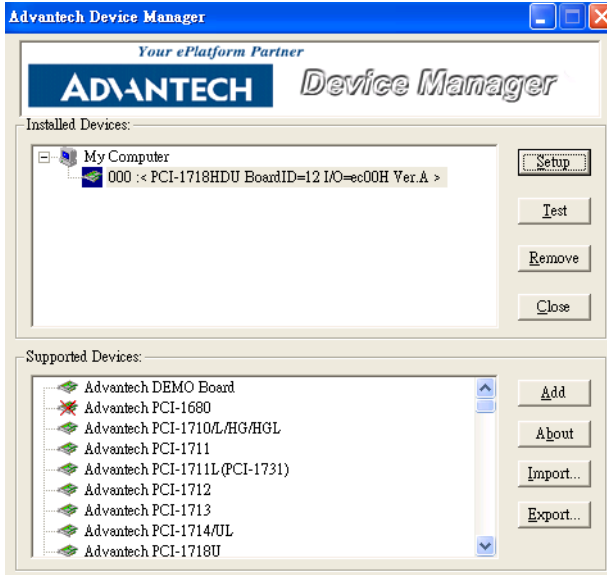 Advantech Device Manager
Your ePlatform Partner
ADVANTECH Device Manager
Installed Devices:
My Computer
000 :< PCI-1718HDU BoardID=12 I/O=ec00H Ver.A >
Setup
Test
Remove
Close
Supported Devices:
Advantech DEMO Board
Advantech PCI-1680
Advantech PCI-1710/L/HG/HGL
Advantech PCI-1711
Advantech PCI-1711L(PCI-1731)
Advantech PCI-1712
Advantech PCI-1713
Advantech PCI-1714/UL
Advantech PCI-1718U
Add
About
Import...
Export...